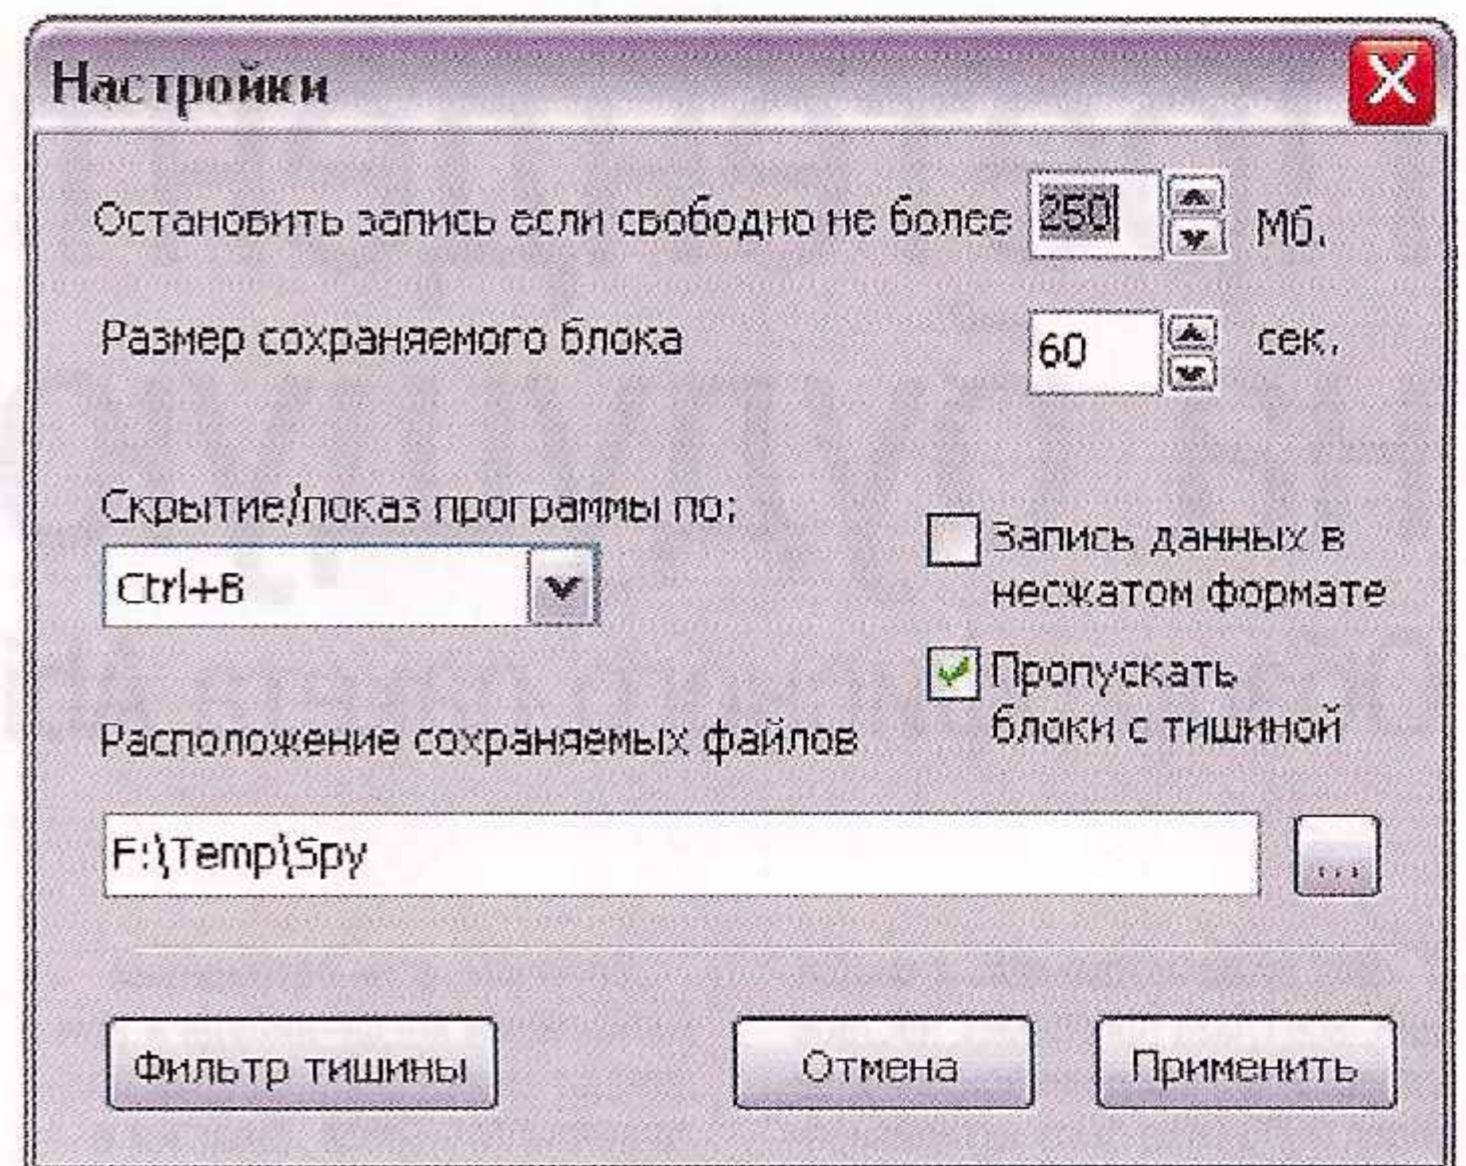 Настройки
Остановить запись если свободно не более 250 Мб.
Размер сохраняемого блока 60 сек.
Скрытие/показ программы по:
Ctrl+B
Запись данных в
несжатом формате
Пропускать
блоки с тишиной
Расположение сохраняемых файлов
F:\Temp\Spy
...
Фильтр тишины Отмена Применить